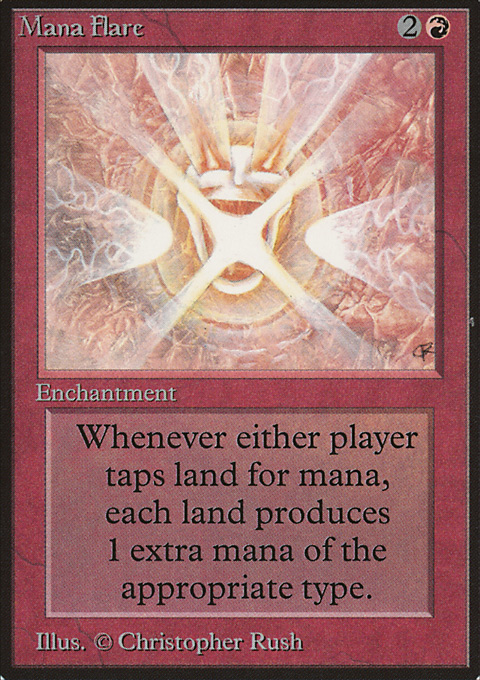 Mana Flare 2
Enchantment
Whenever either player
taps land for mana,
each land produces
1 extra mana of the
appropriate type.
Illus. © Christopher Rush
CR